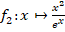 f₂: x ↦ x²/eˣ